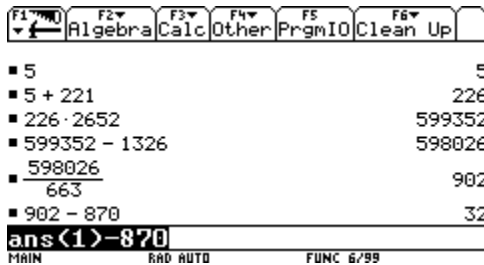 F1 F2 Algebra F3 Calc F4 Other F5 PrgmIO F6 Clean Up
5 5
5 + 221 226
226·2652 599352
599352 - 1326 598026
598026
663 902
902 - 870 32
ans(1)-870
MAIN RAD AUTO FUNC 6/99